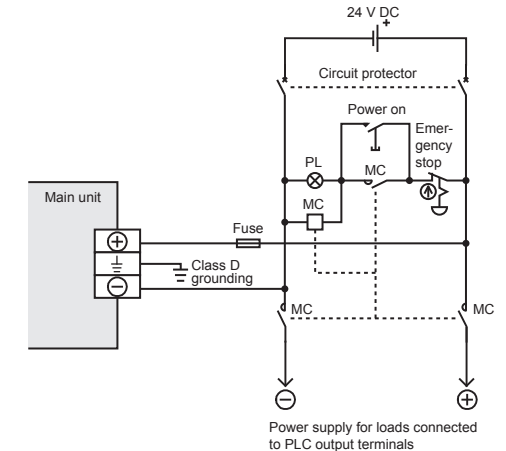 24 V DC
+
Circuit protector
Power on
Emer-
gency
stop
PL
MC
MC
Main unit
Fuse
Class D
grounding
MC
MC
Power supply for loads connected
to PLC output terminals